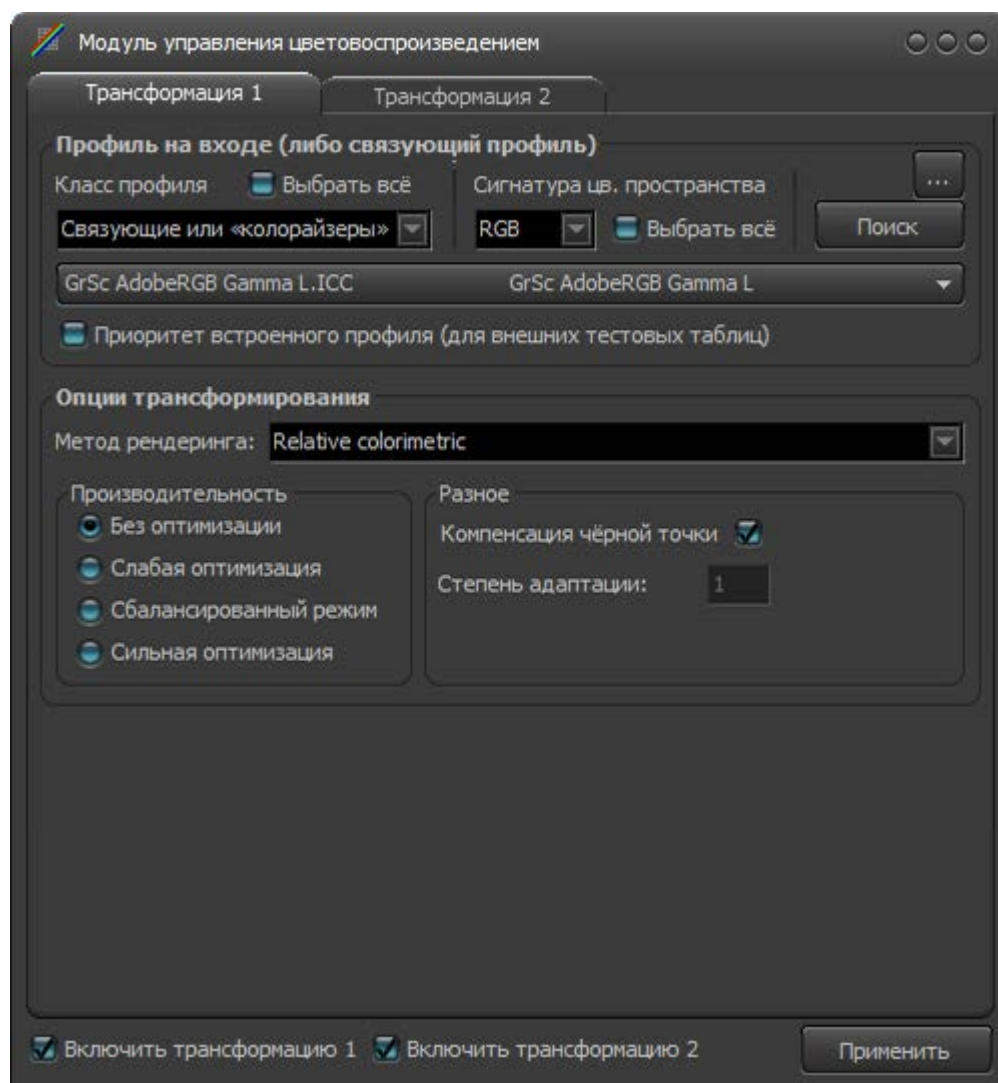 Модуль управления цветовоспроизведением
Трансформация 1
Трансформация 2
Профиль на входе (либо связующий профиль)
Класс профиля
Выбрать всё
Сигнатура цв. пространства
...
Связующие или «колорайзеры»
RGB
Выбрать всё
Поиск
GrSc AdobeRGB Gamma L.ICC GrSc AdobeRGB Gamma L
Приоритет встроенного профиля (для внешних тестовых таблиц)
Опции трансформирования
Метод рендеринга: Relative colorimetric
Производительность
Без оптимизации
Слабая оптимизация
Сбалансированный режим
Сильная оптимизация
Разное
Компенсация чёрной точки
Степень адаптации: 1
Включить трансформацию 1
Включить трансформацию 2
Применить